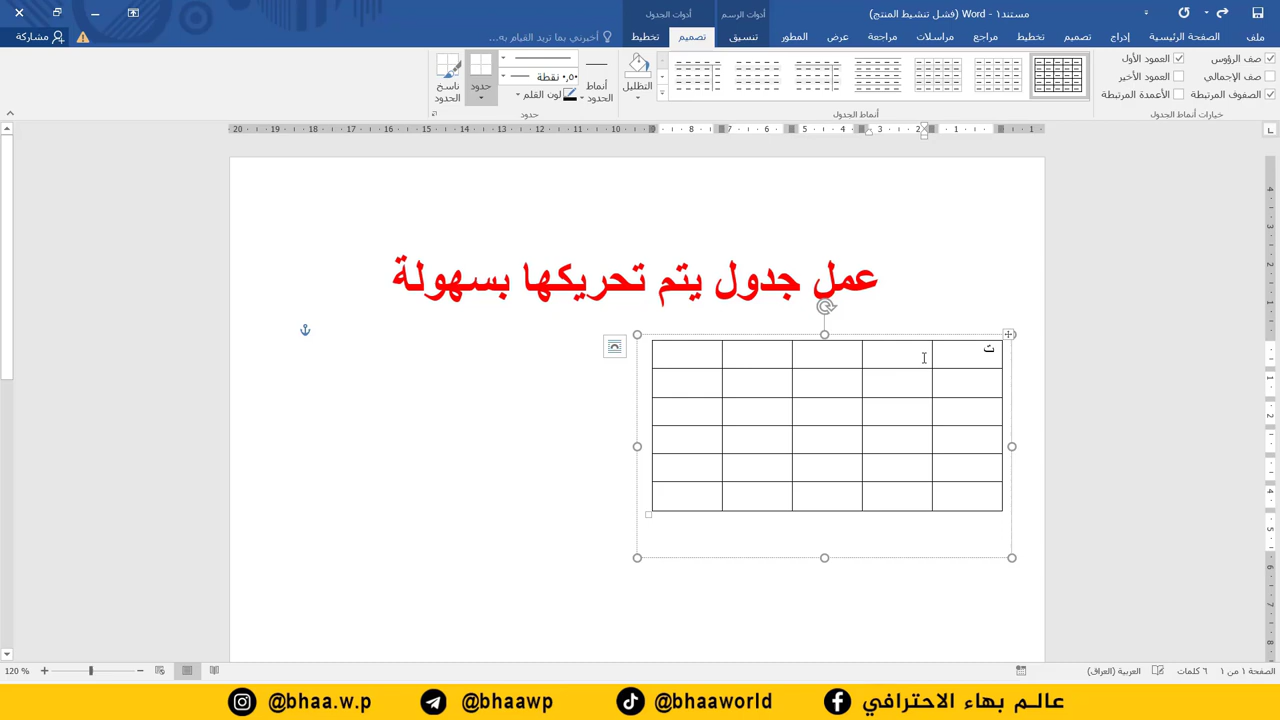 مستند١ - Word (فشل تنشيط المنتج)
أدوات الرسم
أدوات الجدول
ملف
الصفحة الرئيسية
إدراج
تصميم
تخطيط
مراجع
مراسلات
مراجعة
عرض
المطور
تنسيق
تصميم
تخطيط
أخبرني بما تريد القيام به...
مشاركة
صف الرؤوس
العمود الأول
صف الإجمالي
العمود الأخير
الصفوف المرتبطة
الأعمدة المرتبطة
خيارات أنماط الجدول
أنماط الجدول
التظليل
أنماط
الحدود
٠,٥ نقطة
لون القلم
حدود
ناسخ
الحدود
حدود
عمل جدول يتم تحريكها بسهولة
الصفحة ١ من ١
٦ كلمات
العربية (العراق)
120 %
@bhaa.w.p
@bhaawp
@bhaaworld
عالم بهاء الاحترافي